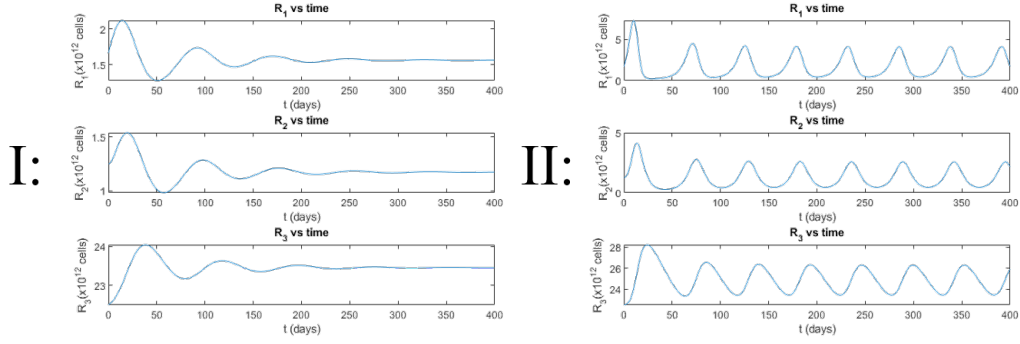 I:
R1 vs time
R1(x10^12 cells)
2
1.5
0 50 100 150 200 250 300 350 400
t (days)
R2 vs time
R2(x10^12 cells)
1.5
1
0 50 100 150 200 250 300 350 400
t (days)
R3 vs time
R3(x10^12 cells)
24
23
0 50 100 150 200 250 300 350 400
t (days)
II:
R1 vs time
R1(x10^12 cells)
5
0
0 50 100 150 200 250 300 350 400
t (days)
R2 vs time
R2(x10^12 cells)
5
0
0 50 100 150 200 250 300 350 400
t (days)
R3 vs time
R3(x10^12 cells)
28
26
24
0 50 100 150 200 250 300 350 400
t (days)